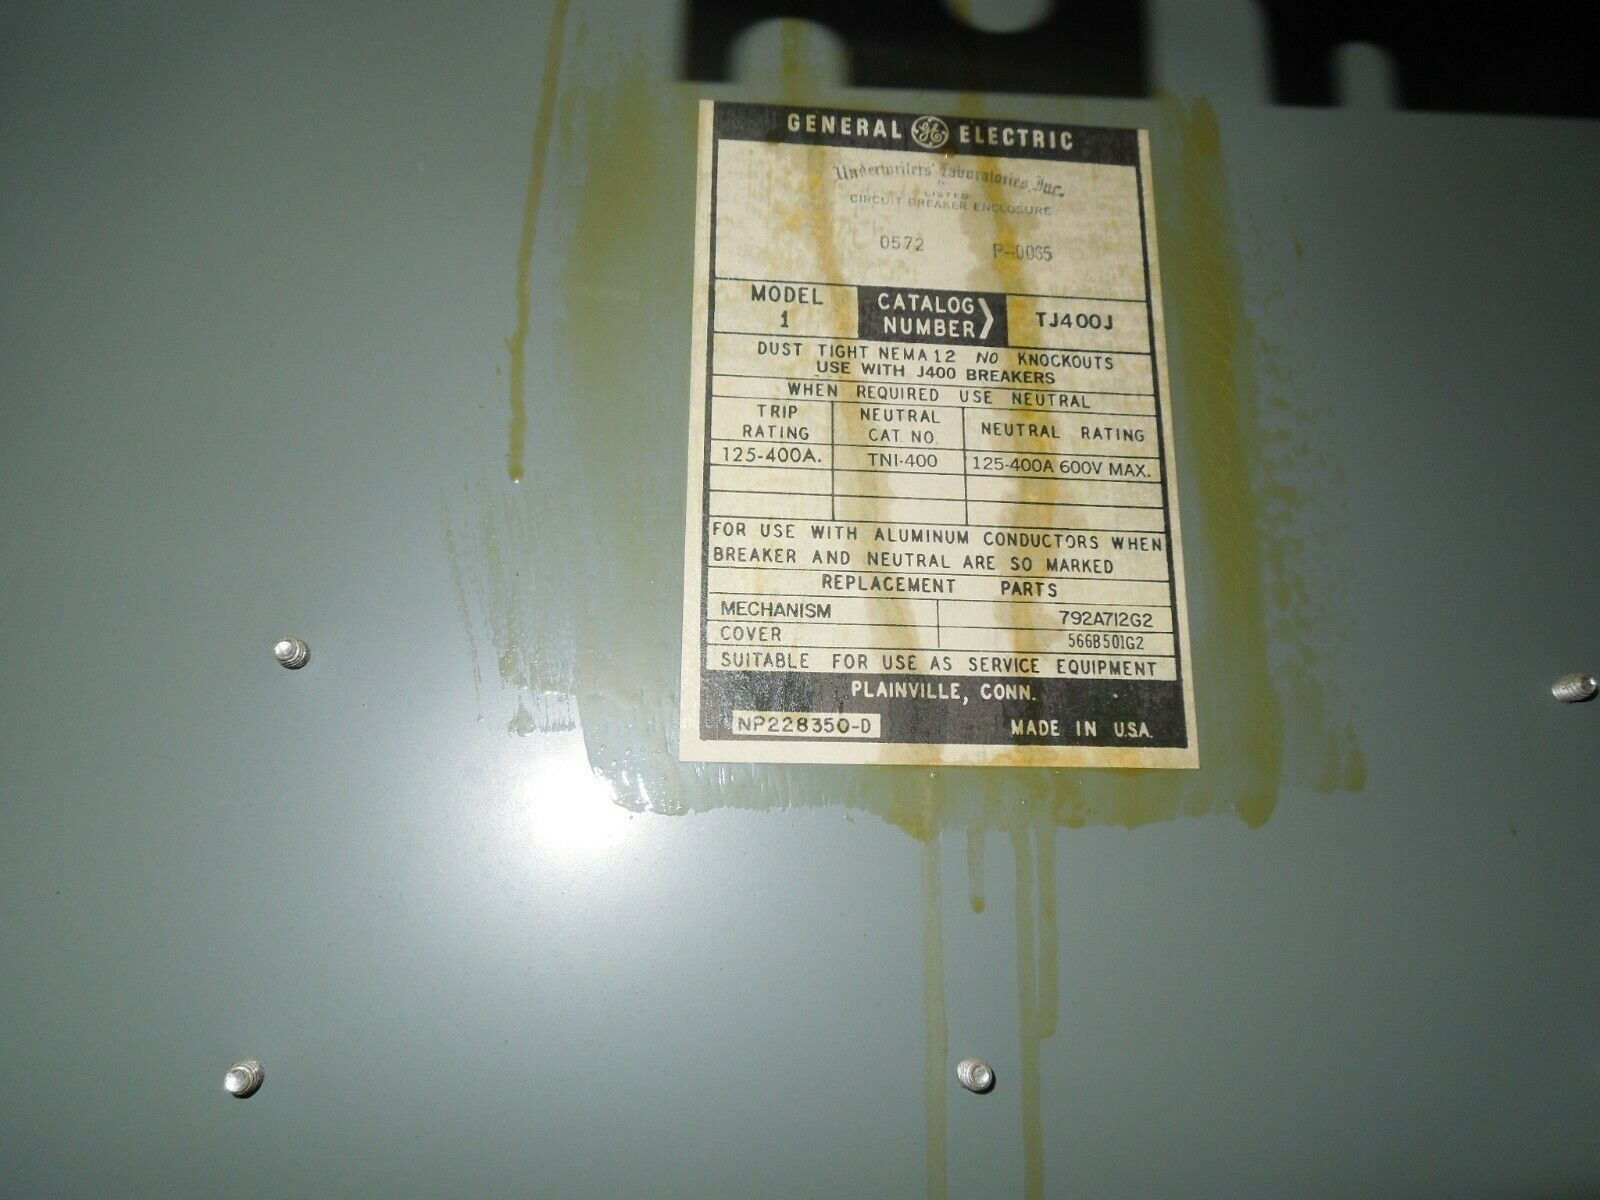 GENERAL GE ELECTRIC
Underwriters' Laboratories, Inc.
LISTED
CIRCUIT BREAKER ENCLOSURE
0572 P-0065
MODEL 1 CATALOG NUMBER TJ400J
DUST TIGHT NEMA 12 NO KNOCKOUTS
USE WITH J400 BREAKERS
WHEN REQUIRED USE NEUTRAL
TRIP RATING NEUTRAL CAT. NO. NEUTRAL RATING
125-400A. TNI-400 125-400A 600V MAX.
FOR USE WITH ALUMINUM CONDUCTORS WHEN
BREAKER AND NEUTRAL ARE SO MARKED
REPLACEMENT PARTS
MECHANISM 792A712G2
COVER 566B501G2
SUITABLE FOR USE AS SERVICE EQUIPMENT
PLAINVILLE, CONN.
NP228350-D MADE IN U.S.A.